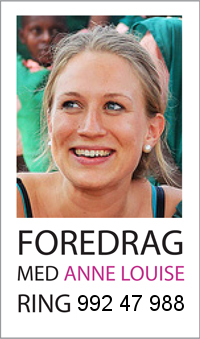 FOREDRAG
MED ANNE LOUISE
RING 992 47 988